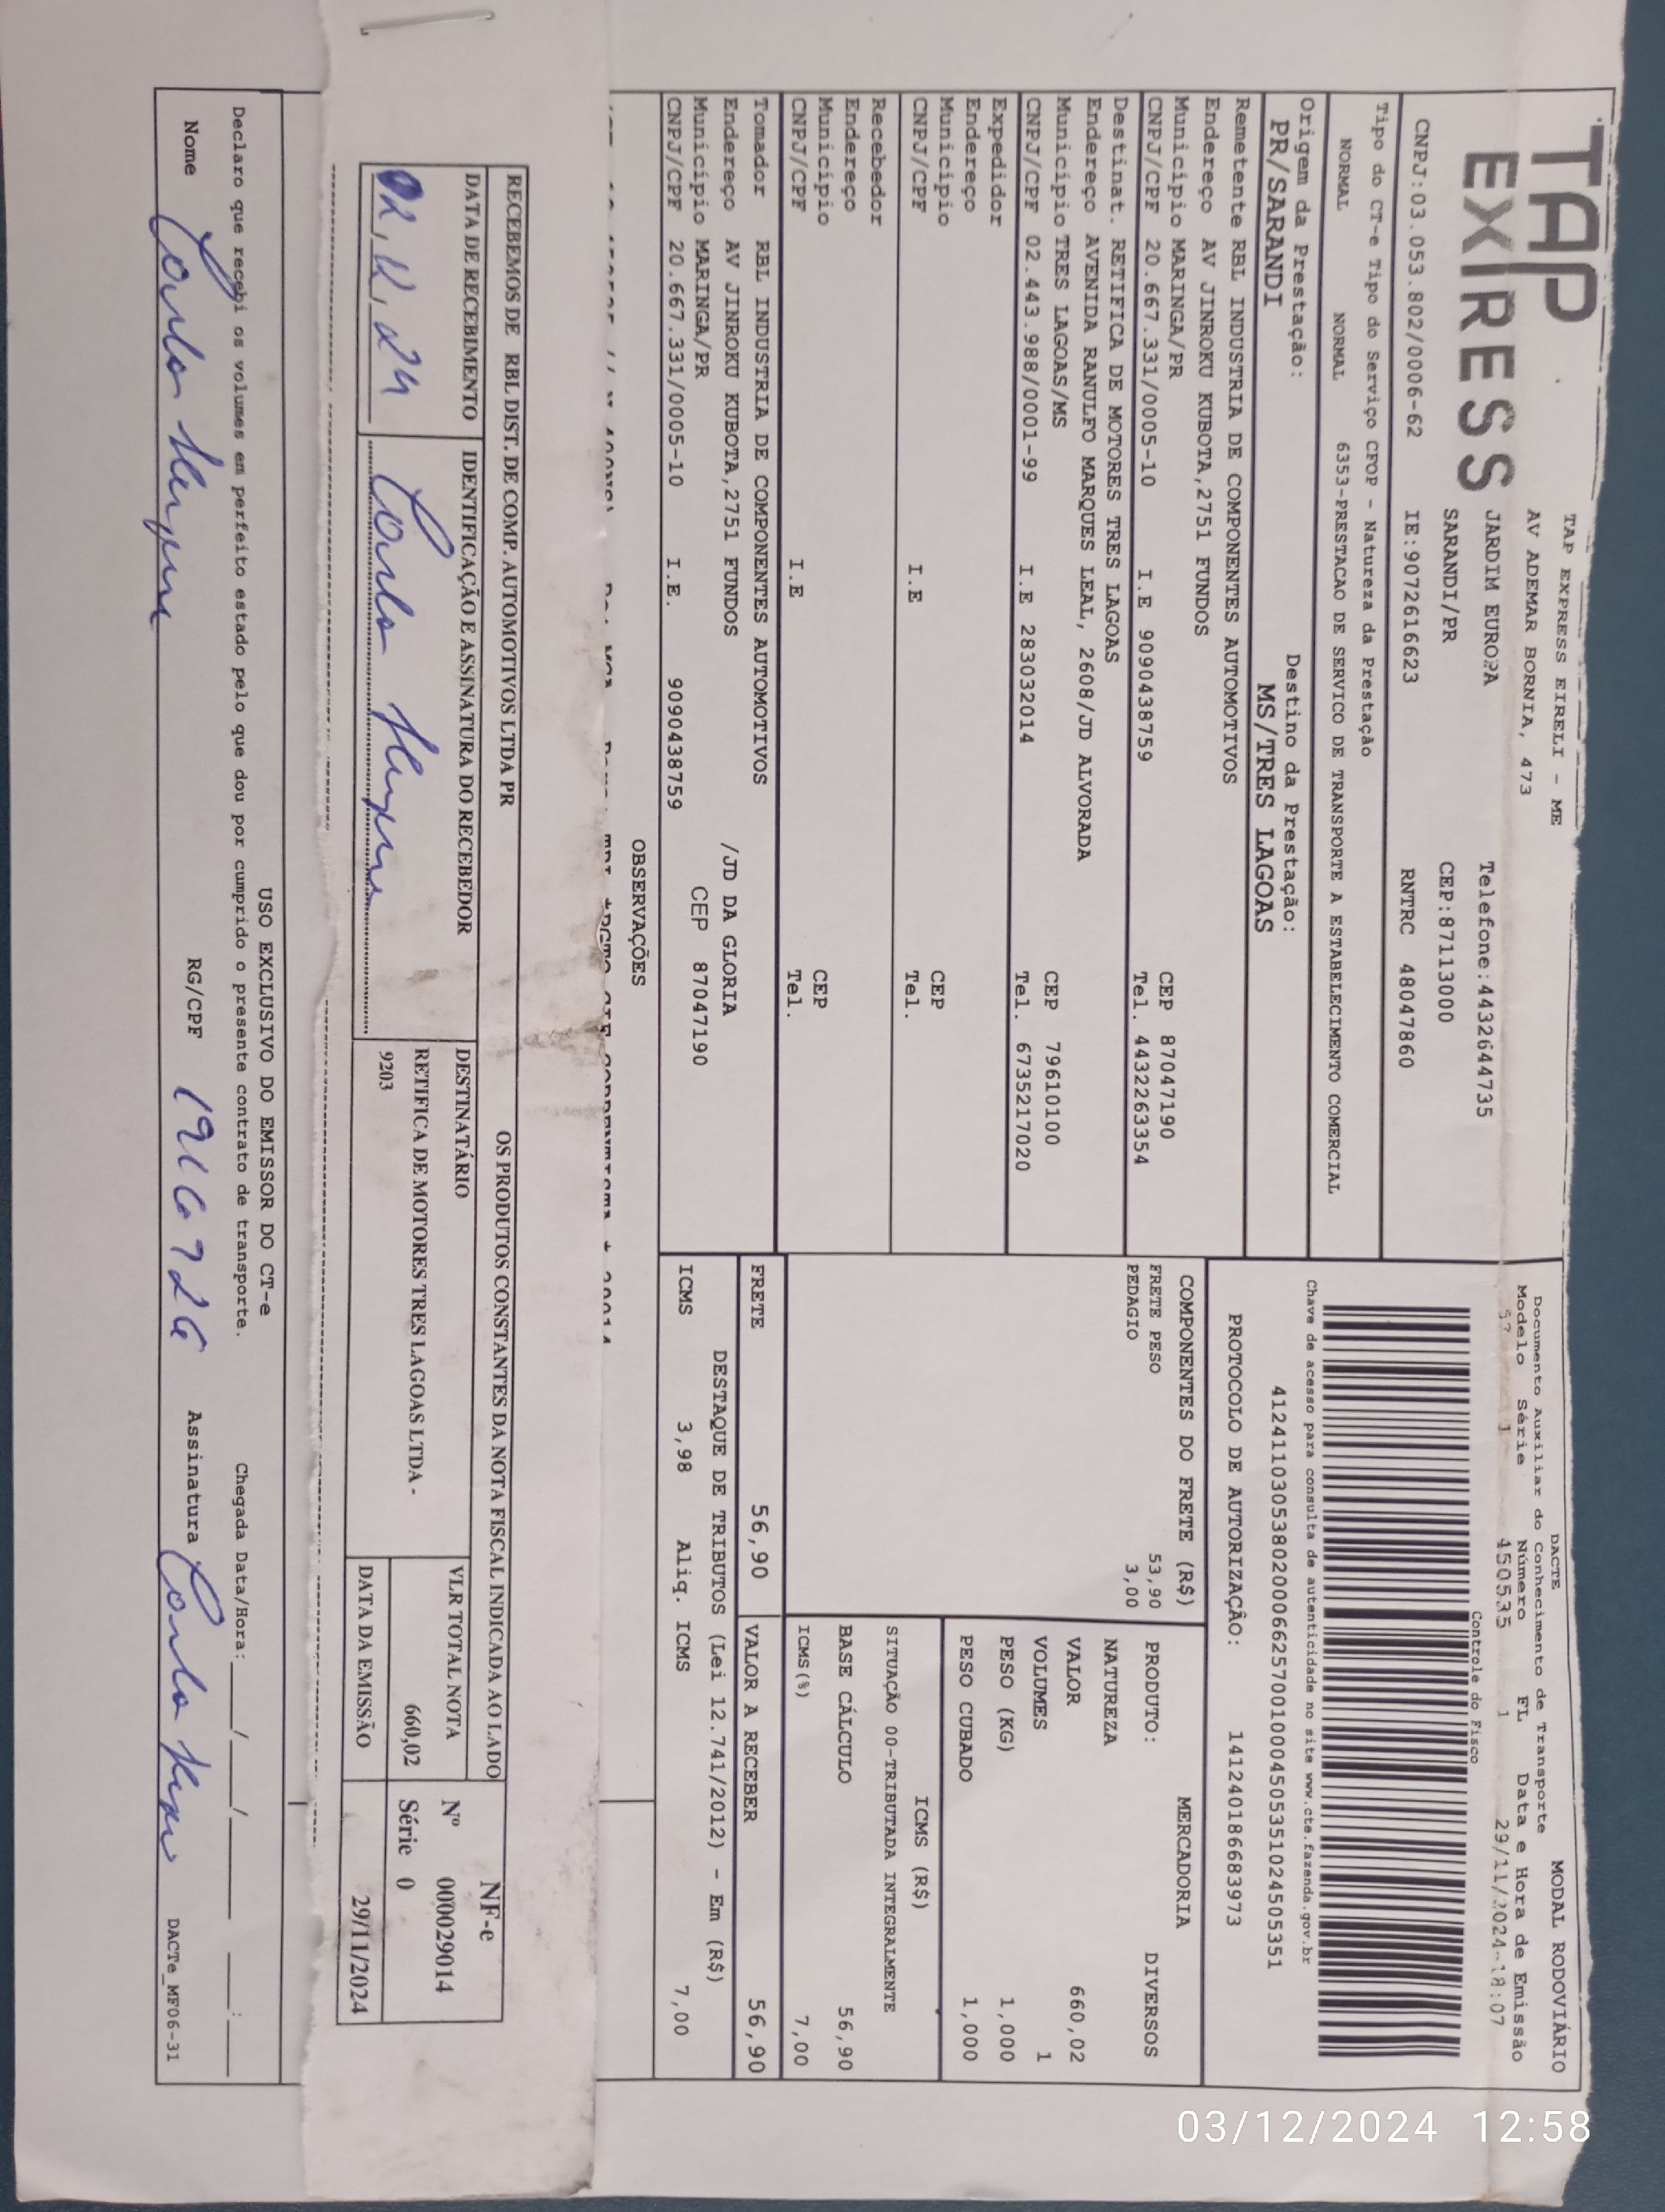 TAP
EXPRESS
TAP EXPRESS EIRELI - ME
AV ADEMAR BORNIA, 473
JARDIM EUROPA Telefone:4432644735
SARANDI/PR CEP:87113000
CNPJ:03.053.802/0006-62 IE:9072616623 RNTRC 48047860
Tipo do CT-e Tipo do Serviço CFOP - Natureza da Prestação
NORMAL NORMAL 6353-PRESTACAO DE SERVICO DE TRANSPORTE A ESTABELECIMENTO COMERCIAL
Origem da Prestação: Destino da Prestação:
PR/SARANDI MS/TRES LAGOAS
DACTE MODAL RODOVIÁRIO
Documento Auxiliar do Conhecimento de Transporte
Modelo Série Número FL Data e Hora de Emissão
57 1 450535 1 29/11/2024-18:07
Controle do Fisco
Chave de acesso para consulta de autenticidade no site www.cte.fazenda.gov.br
41241103053802000662570010004505351024505351
PROTOCOLO DE AUTORIZAÇÃO: 141240186683973
Remetente RBL INDUSTRIA DE COMPONENTES AUTOMOTIVOS
Endereço AV JINROKU KUBOTA,2751 FUNDOS
Municipio MARINGA/PR CEP 87047190
CNPJ/CPF 20.667.331/0005-10 I.E 9090438759 Tel. 4432263354
Destinat. RETIFICA DE MOTORES TRES LAGOAS
Endereço AVENIDA RANULFO MARQUES LEAL, 2608/JD ALVORADA
Município TRES LAGOAS/MS CEP 79610100
CNPJ/CPF 02.443.988/0001-99 I.E 283032014 Tel. 6735217020
Expedidor
Endereço
Município CEP
CNPJ/CPF I.E Tel.
Recebedor
Endereço
Município CEP
CNPJ/CPF I.E Tel.
Tomador RBL INDUSTRIA DE COMPONENTES AUTOMOTIVOS
Endereço AV JINROKU KUBOTA,2751 FUNDOS /JD DA GLORIA
Município MARINGA/PR CEP 87047190
CNPJ/CPF 20.667.331/0005-10 I.E. 9090438759
COMPONENTES DO FRETE (R$)
FRETE PESO 53,90
PEDAGIO 3,00
MERCADORIA
PRODUTO: DIVERSOS
NATUREZA
VALOR 660,02
VOLUMES 1
PESO (KG) 1,000
PESO CUBADO 1,000
ICMS (R$)
SITUAÇÃO 00-TRIBUTADA INTEGRALMENTE
BASE CÁLCULO 56,90
ICMS(%) 7,00
FRETE 56,90 VALOR A RECEBER 56,90
DESTAQUE DE TRIBUTOS (Lei 12.741/2012) - Em (R$)
ICMS 3,98 Aliq. ICMS 7,00
OBSERVAÇÕES
RECEBEMOS DE RBL DIST. DE COMP. AUTOMOTIVOS LTDA PR OS PRODUTOS CONSTANTES DA NOTA FISCAL INDICADA AO LADO
DATA DE RECEBIMENTO IDENTIFICAÇÃO E ASSINATURA DO RECEBEDOR
DESTINATÁRIO
RETIFICA DE MOTORES TRES LAGOAS LTDA -
9203
VLR TOTAL NOTA
660,02
DATA DA EMISSÃO
29/11/2024
NF-e
Nº 000029014
Série 0
USO EXCLUSIVO DO EMISSOR DO CT-e
Declaro que recebi os volumes em perfeito estado pelo que dou por cumprido o presente contrato de transporte. Chegada Data/Hora:___/___/_____ ___:___
Nome RG/CPF Assinatura
DACTe_MF06-31
03/12/2024 12:58